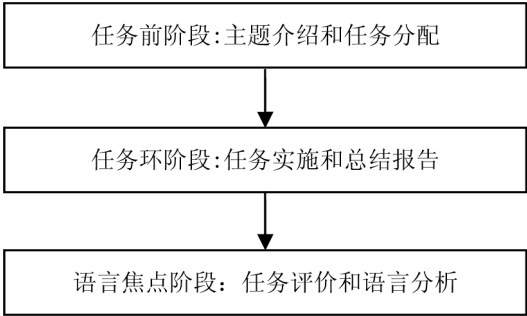 任务前阶段:主题介绍和任务分配
任务环阶段:任务实施和总结报告
语言焦点阶段：任务评价和语言分析